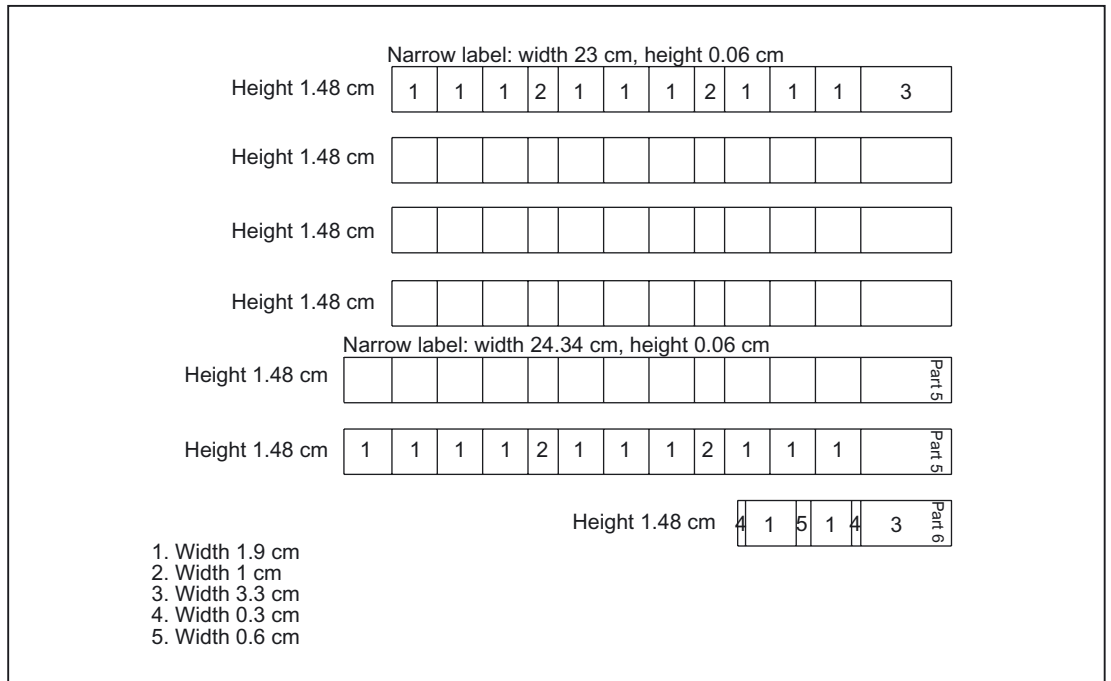 Narrow label: width 23 cm, height 0.06 cm
Height 1.48 cm 1 1 1 2 1 1 1 2 1 1 1 3
Height 1.48 cm
Height 1.48 cm
Height 1.48 cm
Narrow label: width 24.34 cm, height 0.06 cm
Height 1.48 cm Part 5
Height 1.48 cm 1 1 1 1 2 1 1 1 2 1 1 1 Part 5
Height 1.48 cm 4 1 5 1 4 3 Part 6
1. Width 1.9 cm
2. Width 1 cm
3. Width 3.3 cm
4. Width 0.3 cm
5. Width 0.6 cm